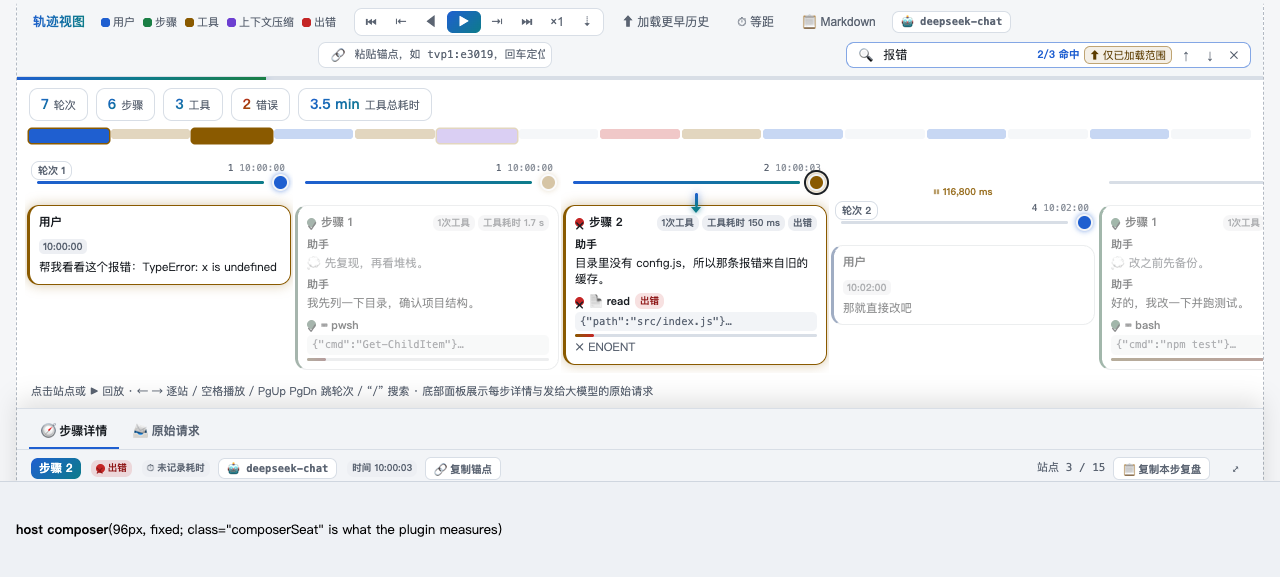 轨迹视图 用户 步骤 工具 上下文压缩 出错 ×1 加载更早历史 等距 Markdown deepseek-chat
粘贴锚点，如 tvp1:e3019，回车定位 报错 2/3 命中 仅已加载范围
7 轮次 6 步骤 3 工具 2 错误 3.5 min 工具总耗时
轮次 1 1 10:00:00 1 10:00:00 2 10:00:03
116,800 ms
轮次 2 4 10:02:00
用户
10:00:00
帮我看看这个报错：TypeError: x is undefined
步骤 1 1次工具 工具耗时 1.7 s
助手
先复现，再看堆栈。
助手
我先列一下目录，确认项目结构。
= pwsh
{"cmd":"Get-ChildItem"}…
步骤 2 1次工具 工具耗时 150 ms 出错
助手
目录里没有 config.js，所以那条报错来自旧的
缓存。
read 出错
{"path":"src/index.js"}…
✕ ENOENT
用户
10:02:00
那就直接改吧
步骤 1 1次工具
助手
改之前先备份。
助手
好的，我改一下并跑测试。
= bash
{"cmd":"npm test"}…
点击站点或 ▶ 回放 · ← → 逐站 / 空格播放 / PgUp PgDn 跳轮次 / “/” 搜索 · 底部面板展示每步详情与发给大模型的原始请求
步骤详情 原始请求
步骤 2 出错 未记录耗时 deepseek-chat 时间 10:00:03 复制锚点 站点 3 / 15 复制本步复盘
host composer(96px, fixed; class="composerSeat" is what the plugin measures)